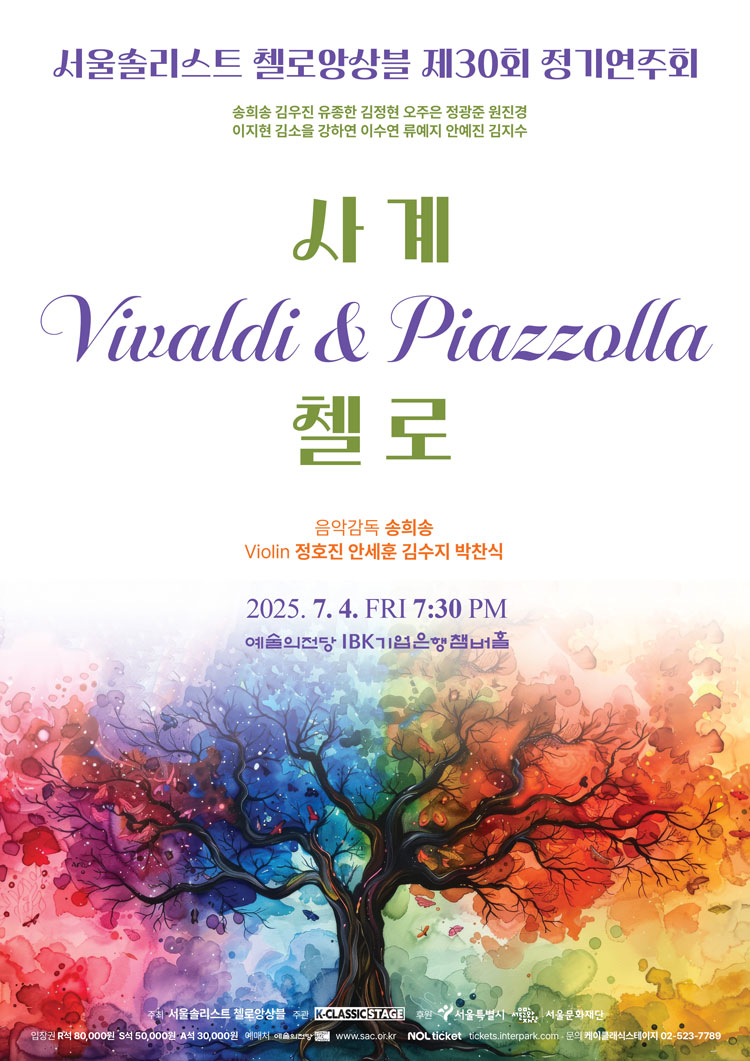 서울솔리스트 첼로앙상블 제30회 정기연주회
송희송 김우진 유종한 김정현 오주은 정광준 원진경
이지현 김소을 강하연 이수연 류예지 안예진 김지수
사계
Vivaldi & Piazzolla
첼로
음악감독 송희송
Violin 정호진 안세훈 김수지 박찬식
2025. 7. 4. FRI 7:30 PM
예술의전당 IBK기업은행챔버홀
주최 서울솔리스트 첼로앙상블 주관 K-CLASSIC STAGE 후원 서울특별시 서울문화재단
입장권 R석 80,000원 S석 50,000원 A석 30,000원 예매처 예술의전당 www.sac.or.kr NOL ticket tickets.interpark.com 문의 케이클래식스테이지 02-523-7789